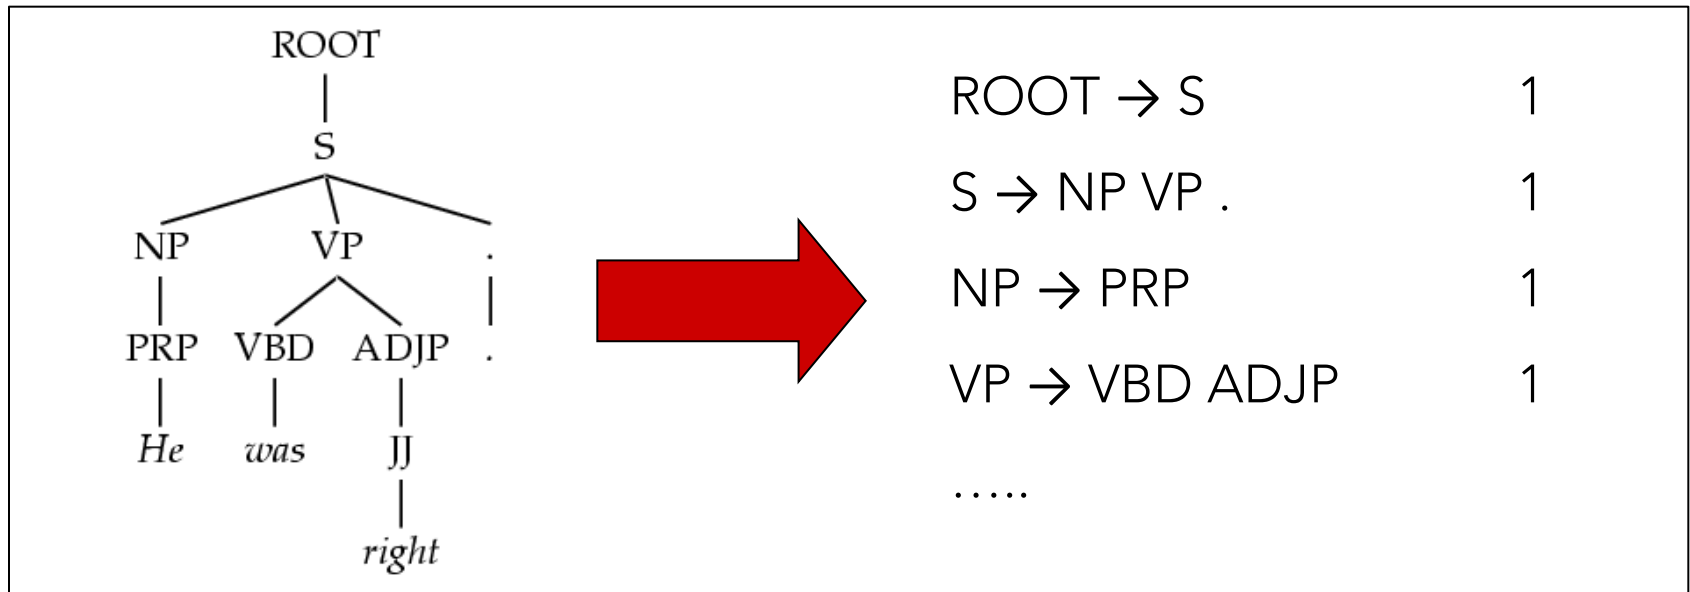 ROOT
S
NP VP .
PRP VBD ADJP .
He was JJ
right
ROOT → S 1
S → NP VP . 1
NP → PRP 1
VP → VBD ADJP 1
.....